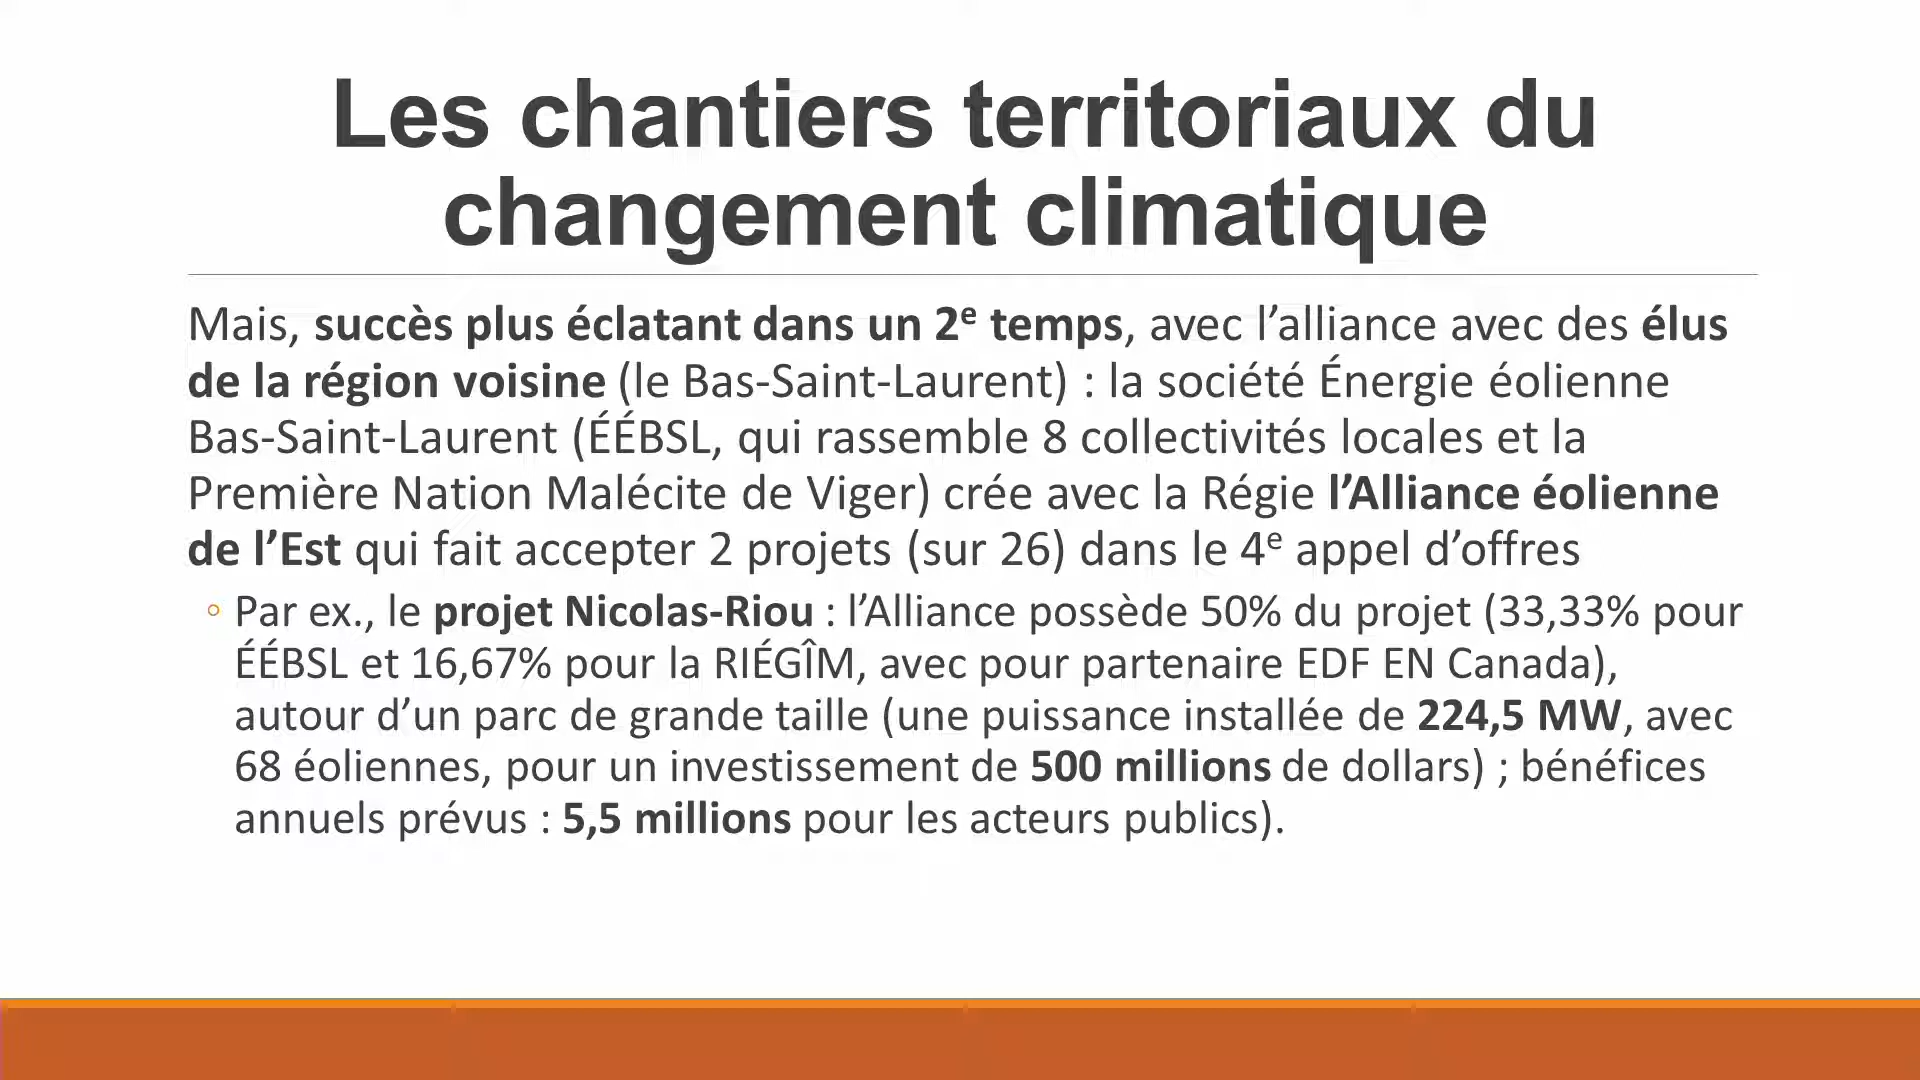 Les chantiers territoriaux du
changement climatique
Mais, succès plus éclatant dans un 2e temps, avec l’alliance avec des élus
de la région voisine (le Bas-Saint-Laurent) : la société Énergie éolienne
Bas-Saint-Laurent (ÉÉBSL, qui rassemble 8 collectivités locales et la
Première Nation Malécite de Viger) crée avec la Régie l’Alliance éolienne
de l’Est qui fait accepter 2 projets (sur 26) dans le 4e appel d’offres
◦ Par ex., le projet Nicolas-Riou : l’Alliance possède 50% du projet (33,33% pour
ÉÉBSL et 16,67% pour la RIÉGÎM, avec pour partenaire EDF EN Canada),
autour d’un parc de grande taille (une puissance installée de 224,5 MW, avec
68 éoliennes, pour un investissement de 500 millions de dollars) ; bénéfices
annuels prévus : 5,5 millions pour les acteurs publics).